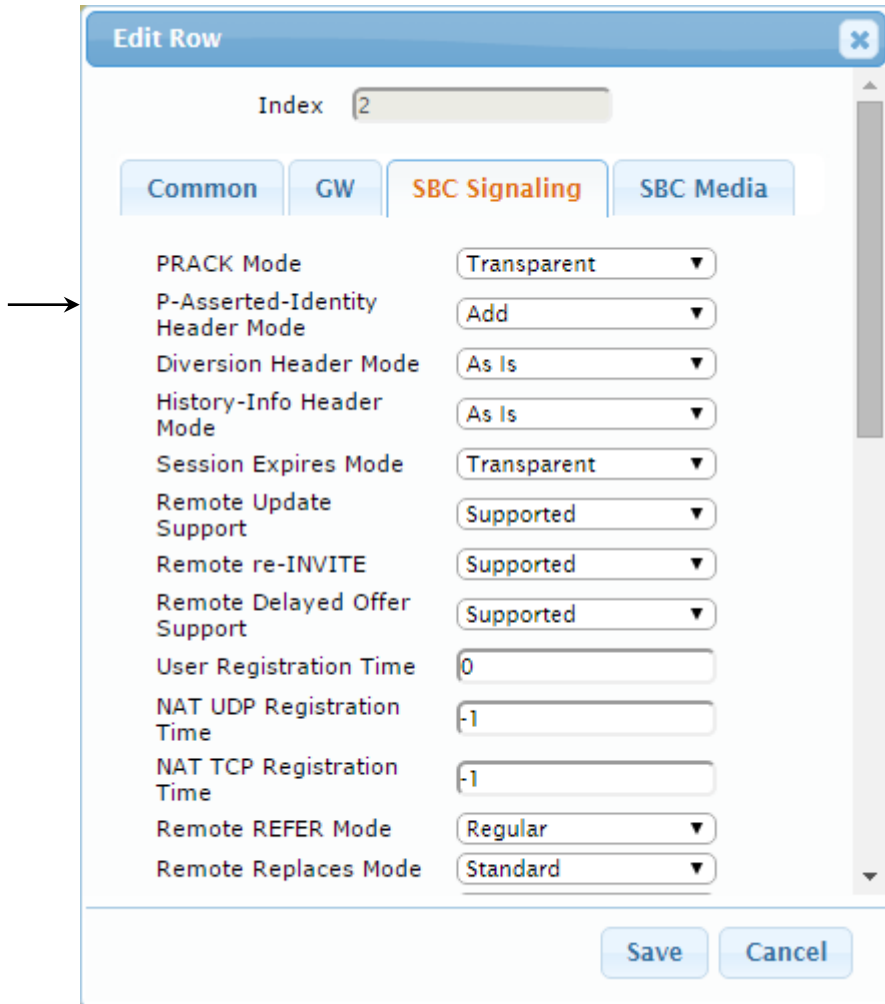 Edit Row
Index 2
Common GW SBC Signaling SBC Media
PRACK Mode Transparent
P-Asserted-Identity
Header Mode Add
Diversion Header Mode As Is
History-Info Header
Mode As Is
Session Expires Mode Transparent
Remote Update
Support Supported
Remote re-INVITE Supported
Remote Delayed Offer
Support Supported
User Registration Time 0
NAT UDP Registration
Time -1
NAT TCP Registration
Time -1
Remote REFER Mode Regular
Remote Replaces Mode Standard
Save Cancel